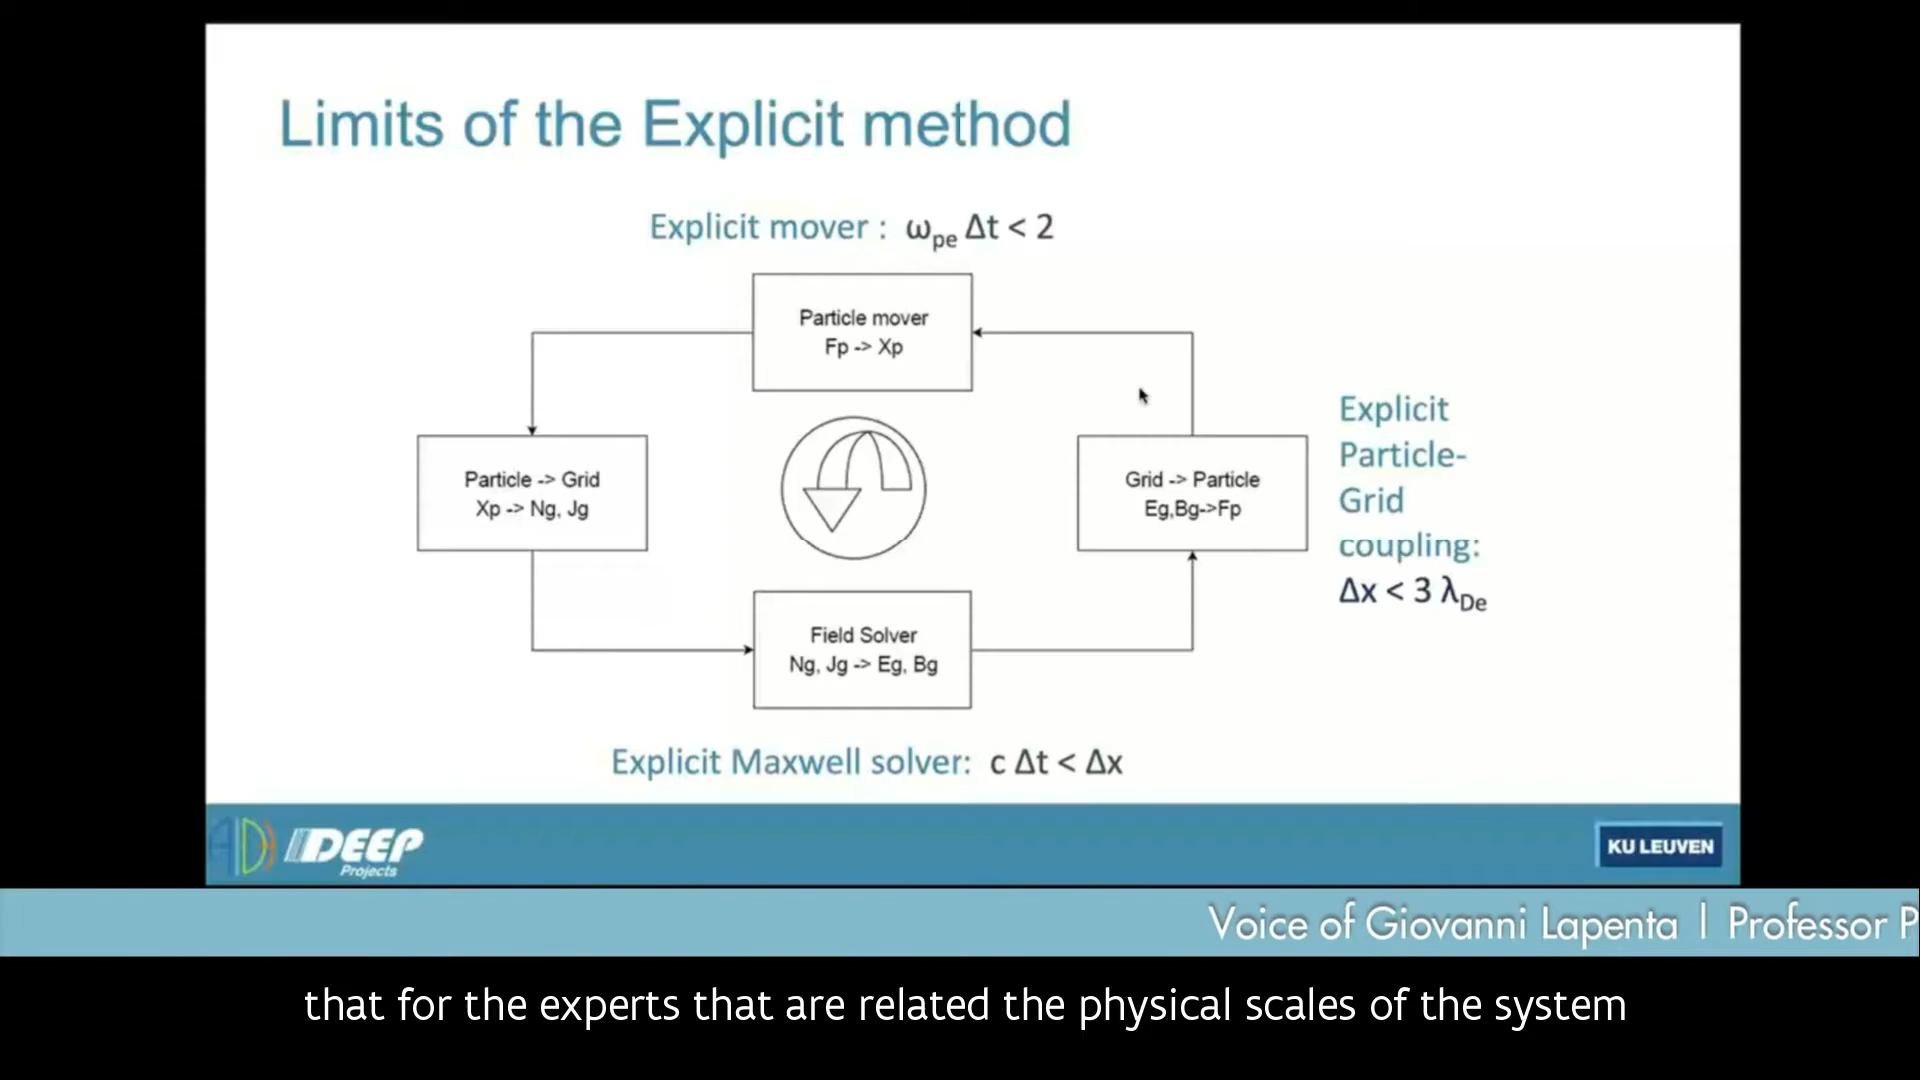 Limits of the Explicit method
Explicit mover : ωpe Δt < 2
Particle mover
Fp -> Xp
Particle -> Grid
Xp -> Ng, Jg
Grid -> Particle
Eg,Bg->Fp
Explicit
Particle-
Grid
coupling:
Δx < 3 λDe
Field Solver
Ng, Jg -> Eg, Bg
Explicit Maxwell solver: c Δt < Δx
DEEP
Projects
KU LEUVEN
Voice of Giovanni Lapenta | Professor P
that for the experts that are related the physical scales of the system